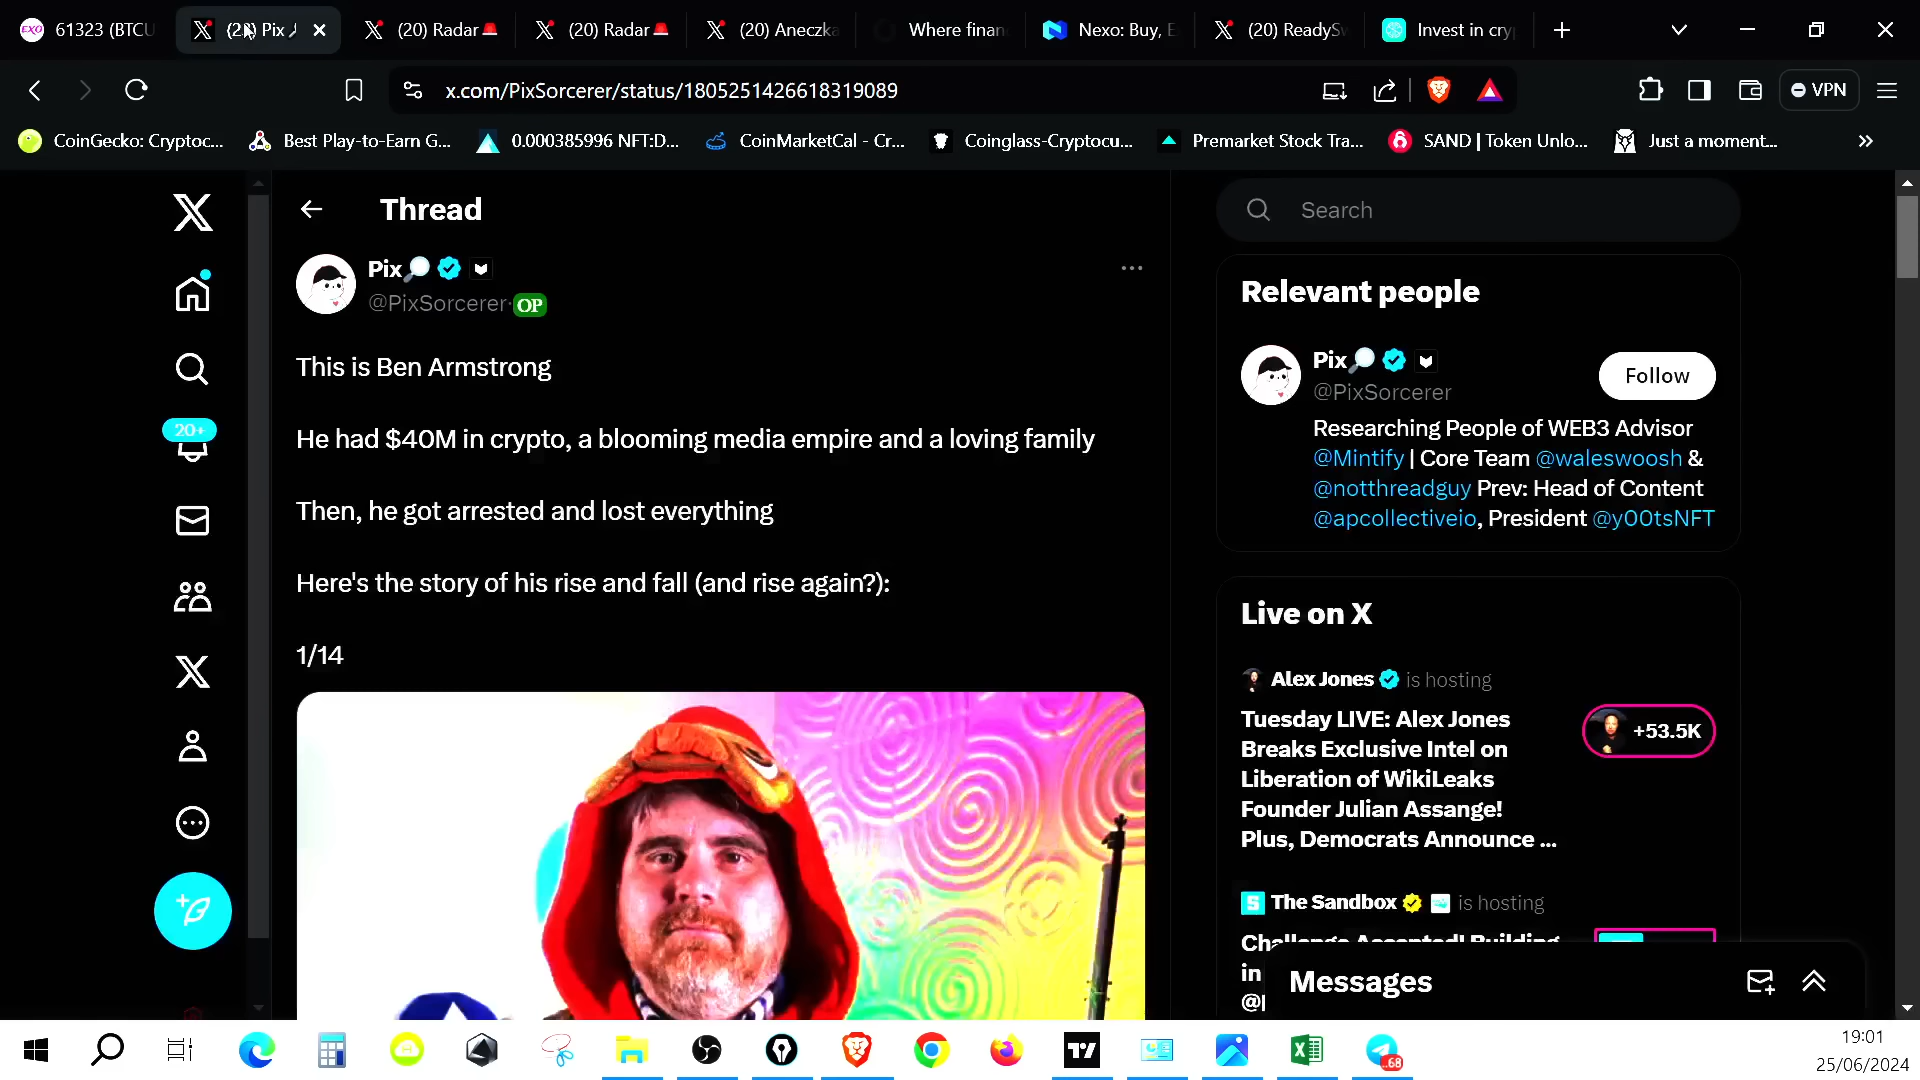 61323 (BTCU
(20) Radar
(20) Radar
(20) Aneczka
Where finan
Nexo: Buy, E
(20) ReadySw
Invest in cry
x.com/PixSorcerer/status/1805251426618319089
VPN
CoinGecko: Cryptoc...
Best Play-to-Earn G...
0.000385996 NFT:D...
CoinMarketCal - Cr...
Coinglass-Cryptocu...
Premarket Stock Tra...
SAND | Token Unlo...
Just a moment...
Thread
Pix
@PixSorcerer· OP
This is Ben Armstrong
He had $40M in crypto, a blooming media empire and a loving family
Then, he got arrested and lost everything
Here's the story of his rise and fall (and rise again?):
1/14
20+
Search
Relevant people
Pix
@PixSorcerer
Follow
Researching People of WEB3 Advisor
@Mintify | Core Team @waleswoosh &
@notthreadguy Prev: Head of Content
@apcollectiveio, President @y00tsNFT
Live on X
Alex Jones is hosting
Tuesday LIVE: Alex Jones
Breaks Exclusive Intel on
Liberation of WikiLeaks
Founder Julian Assange!
Plus, Democrats Announce ...
+53.5K
The Sandbox is hosting
Challenge Accepted! Building
in
Messages
19:01
25/06/2024